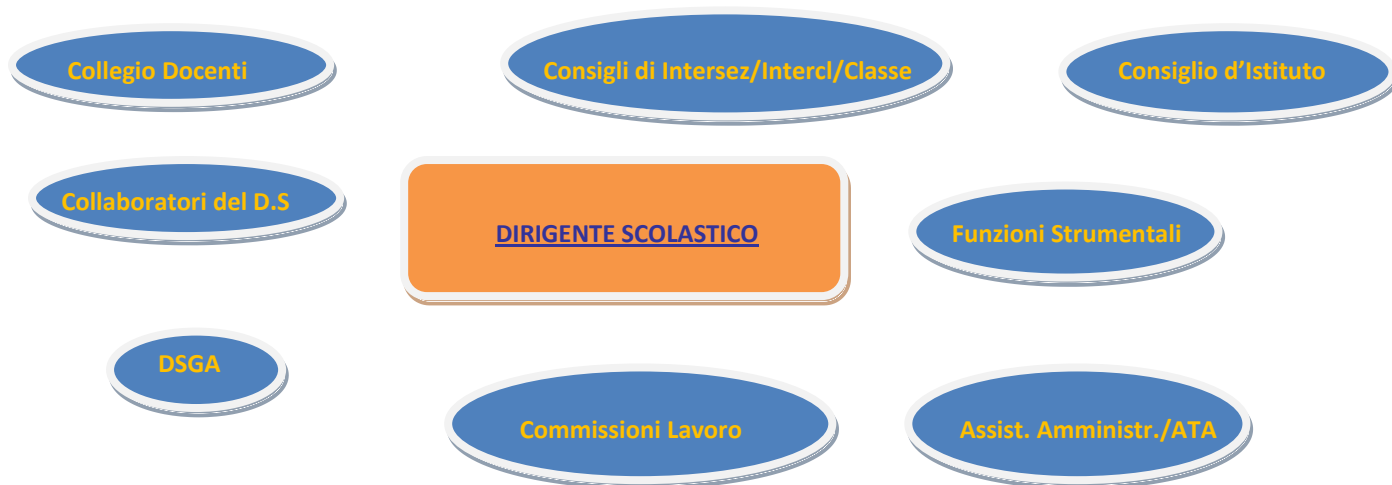 Collegio Docenti
Consigli di Intersez/Intercl/Classe
Consiglio d'Istituto
Collaboratori del D.S
DIRIGENTE SCOLASTICO
Funzioni Strumentali
DSGA
Commissioni Lavoro
Assist. Amministr./ATA